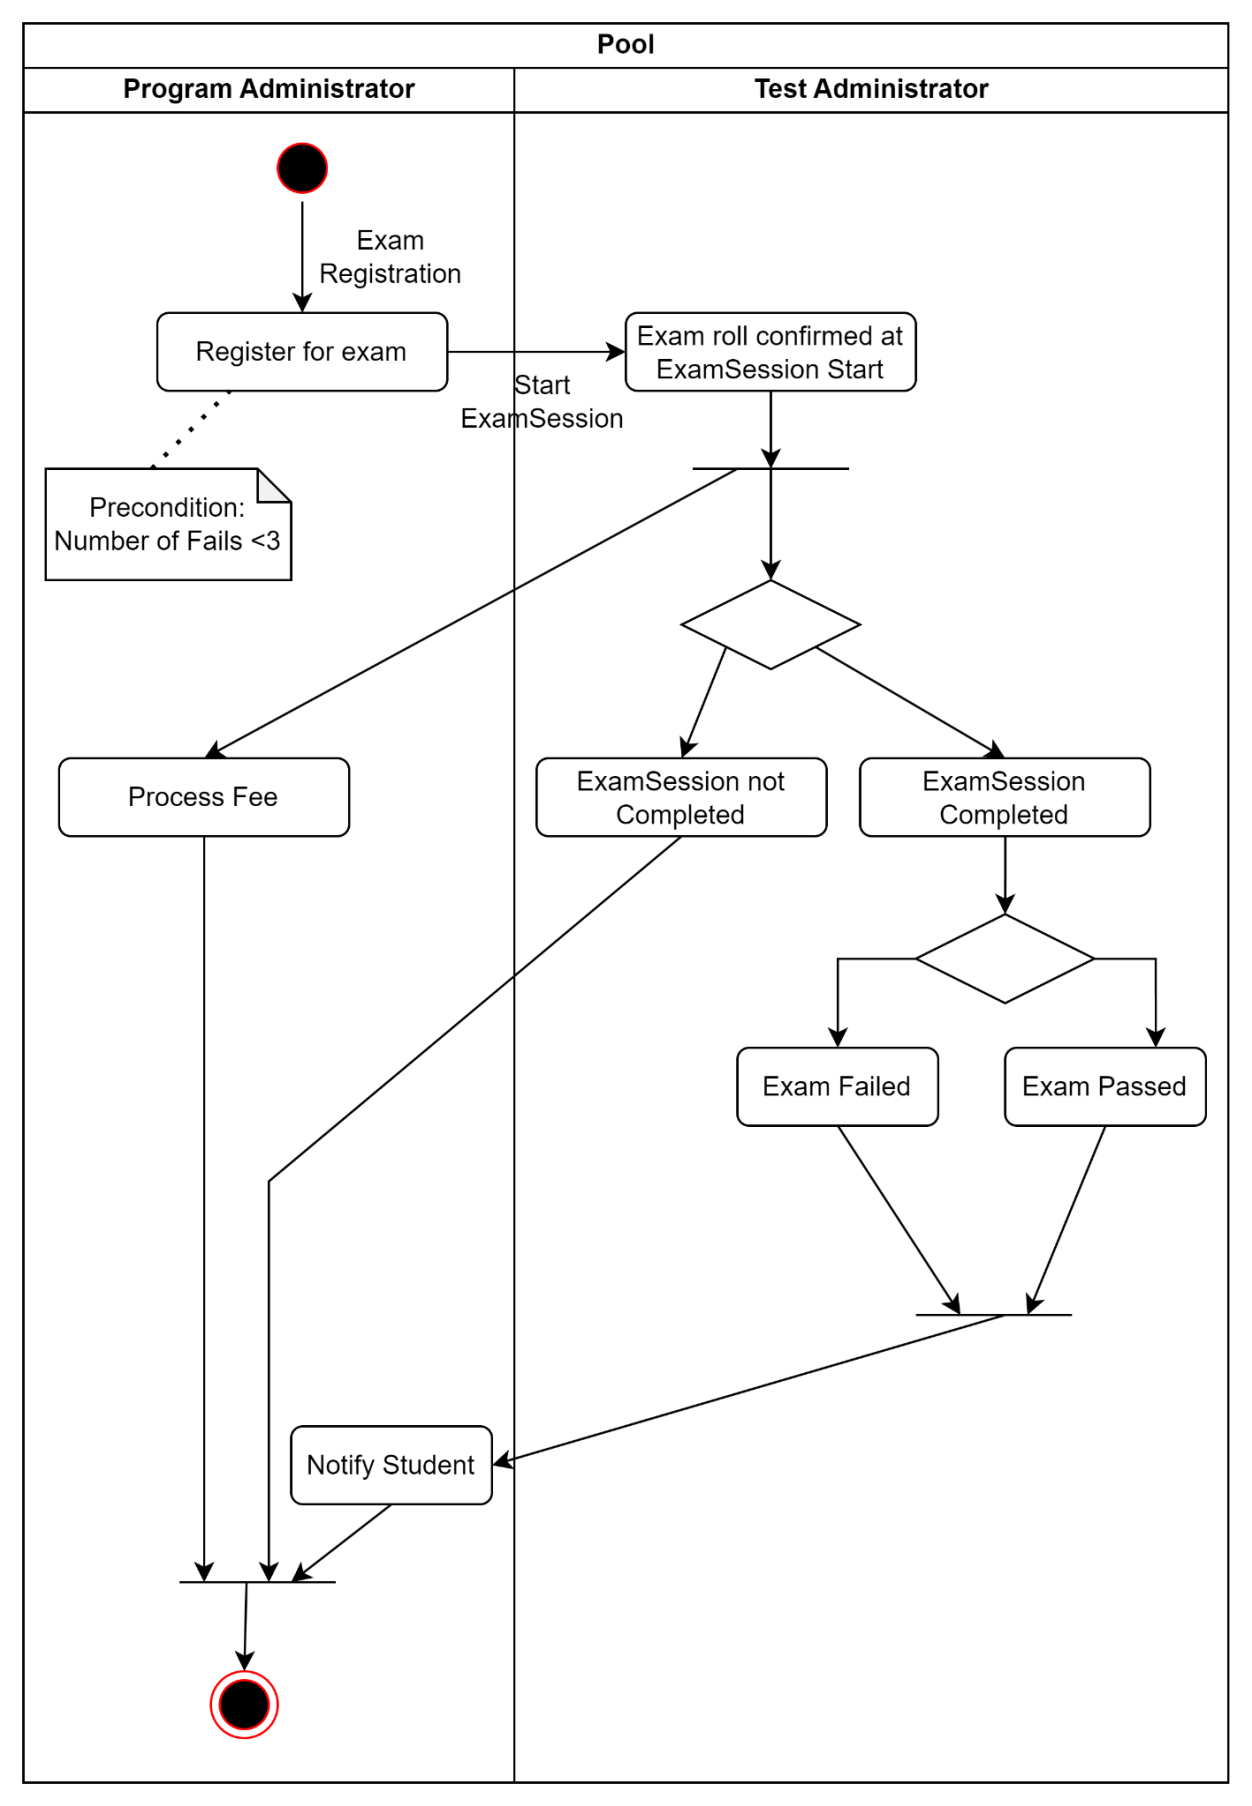 Pool
Program Administrator
Test Administrator
Exam
Registration
Register for exam
Exam roll confirmed at
ExamSession Start
Start
ExamSession
Precondition:
Number of Fails <3
Process Fee
ExamSession not
Completed
ExamSession
Completed
Exam Failed
Exam Passed
Notify Student